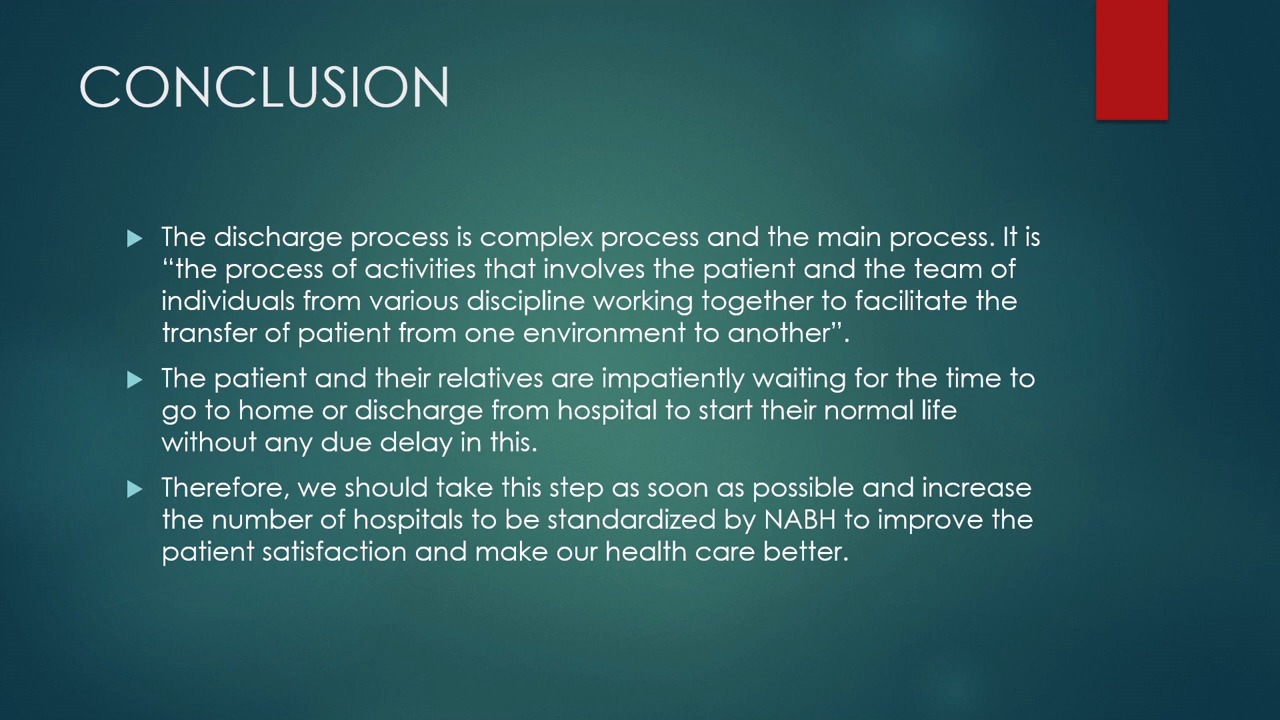 CONCLUSION
The discharge process is complex process and the main process. It is
“the process of activities that involves the patient and the team of
individuals from various discipline working together to facilitate the
transfer of patient from one environment to another”.
The patient and their relatives are impatiently waiting for the time to
go to home or discharge from hospital to start their normal life
without any due delay in this.
Therefore, we should take this step as soon as possible and increase
the number of hospitals to be standardized by NABH to improve the
patient satisfaction and make our health care better.